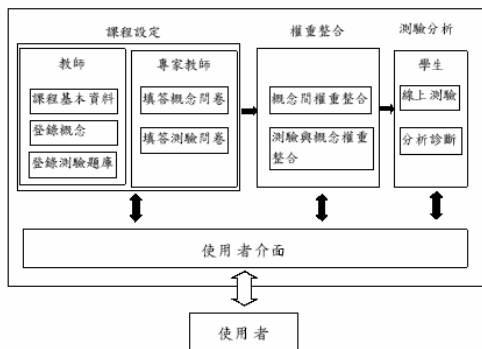 課程設定
權重整合
測驗分析
教師
課程基本資料
登錄概念
登錄測驗題庫
專家教師
填答概念問卷
填答測驗問卷
概念間權重整合
測驗與概念權重
整合
學生
線上測驗
分析診斷
使用者介面
使用者